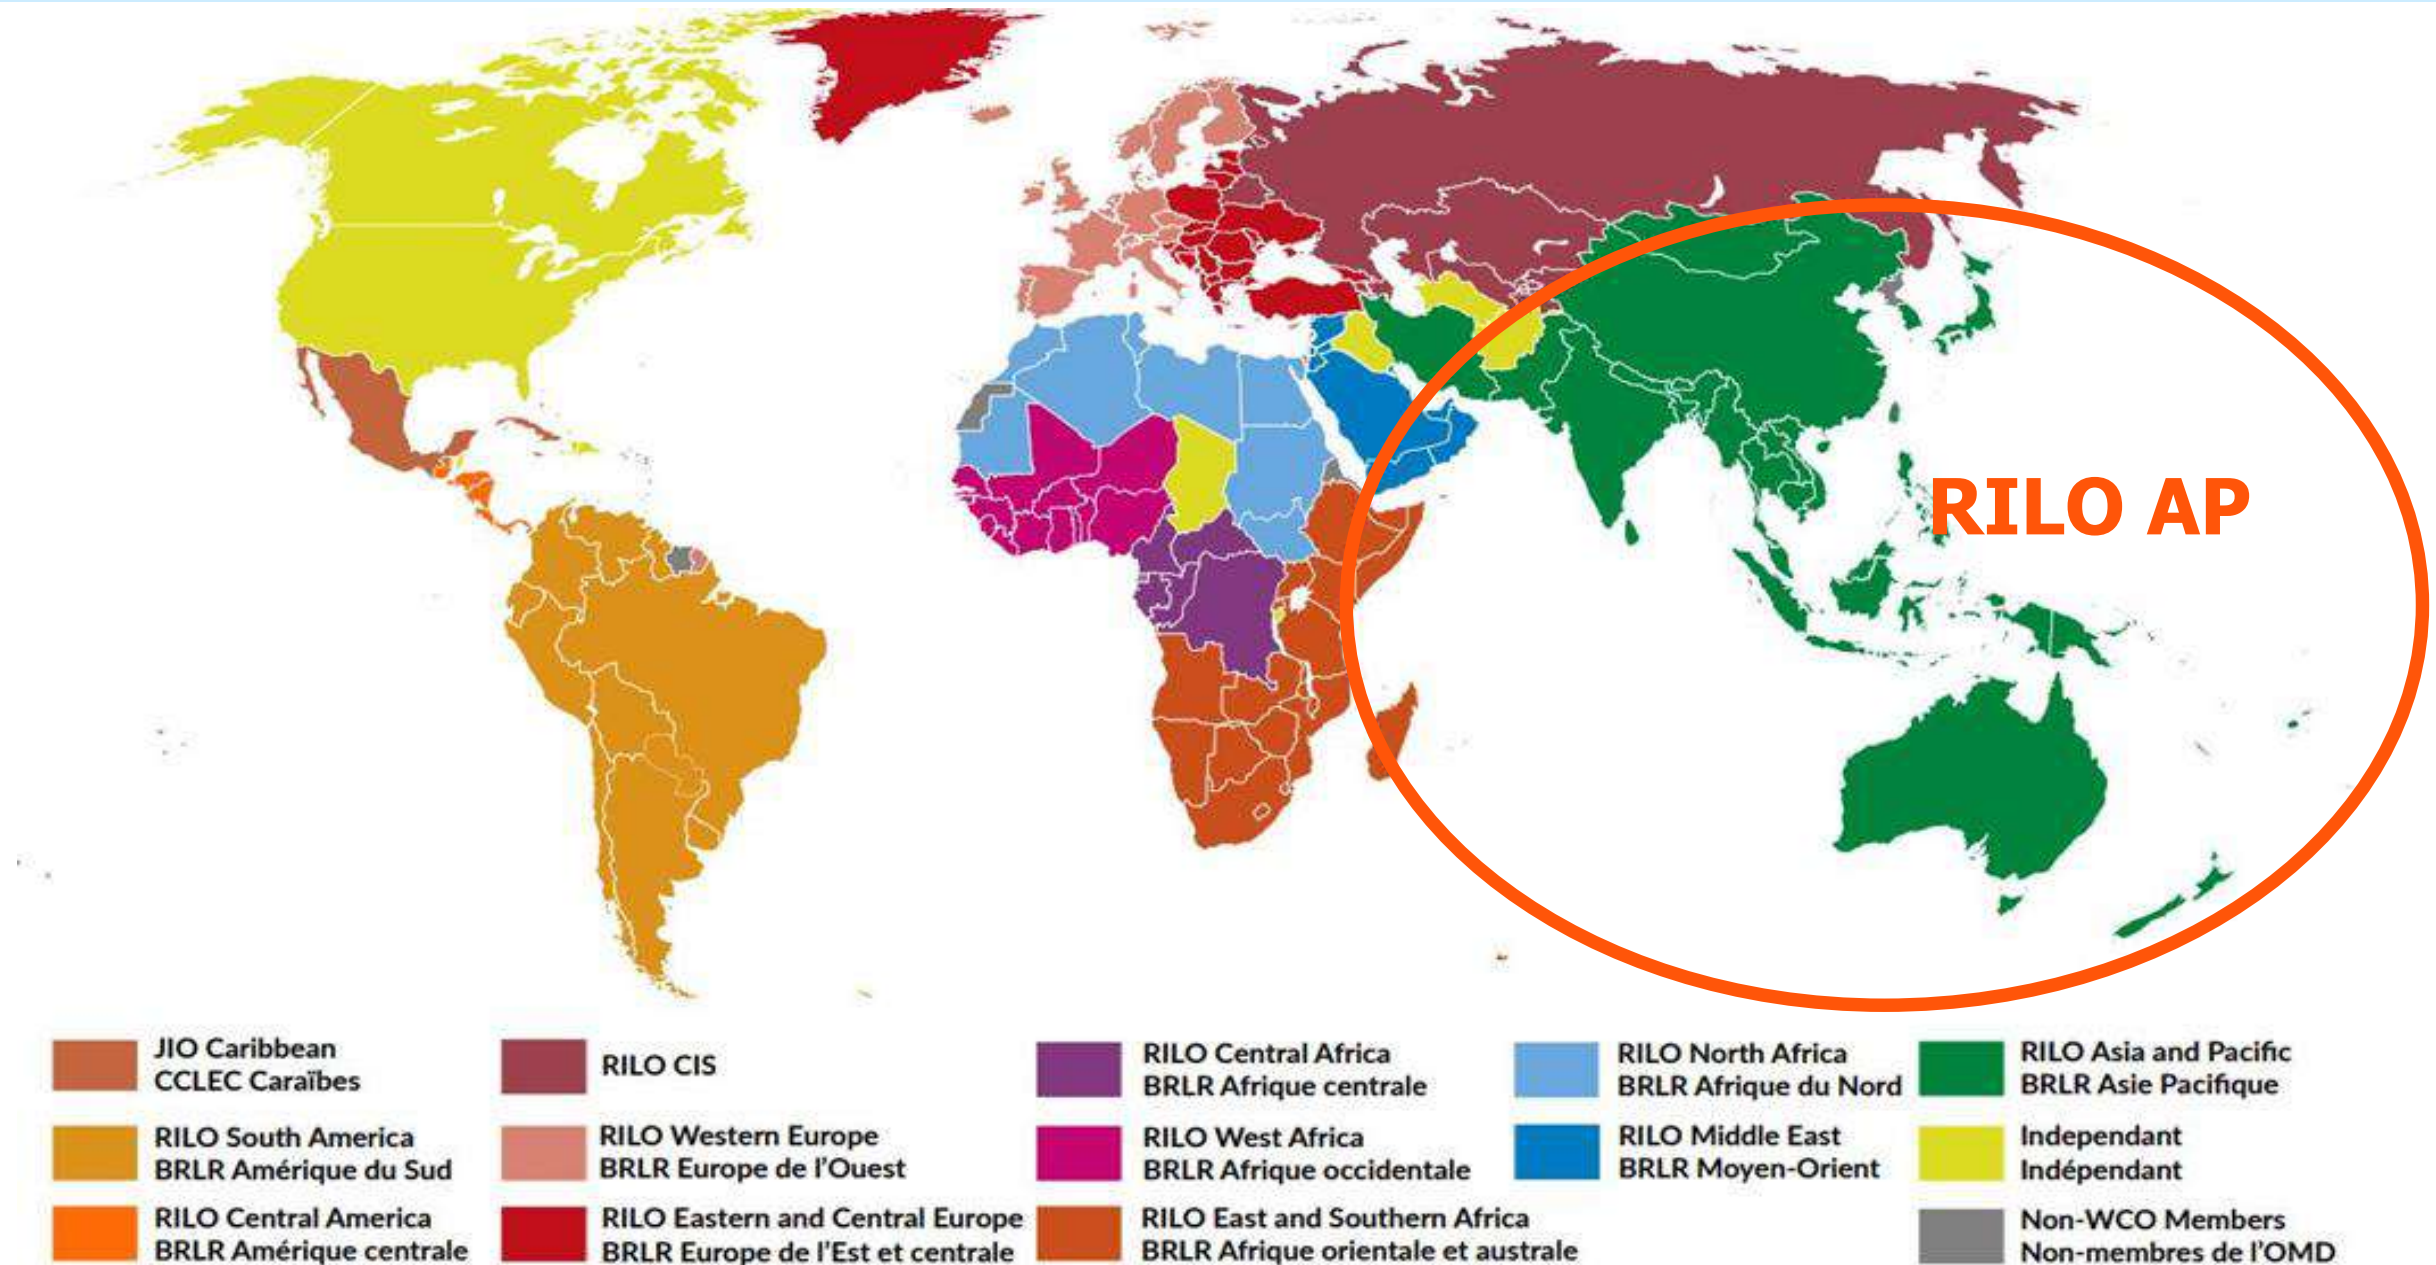 RILO AP
JIO Caribbean
CCLEC Caraïbes
RILO South America
BRLR Amérique du Sud
RILO Central America
BRLR Amérique centrale
RILO CIS
RILO Western Europe
BRLR Europe de l'Ouest
RILO Eastern and Central Europe
BRLR Europe de l'Est et centrale
RILO Central Africa
BRLR Afrique centrale
RILO West Africa
BRLR Afrique occidentale
RILO East and Southern Africa
BRLR Afrique orientale et australe
RILO North Africa
BRLR Afrique du Nord
RILO Middle East
BRLR Moyen-Orient
RILO Asia and Pacific
BRLR Asie Pacifique
Independant
Indépendant
Non-WCO Members
Non-membres de l'OMD